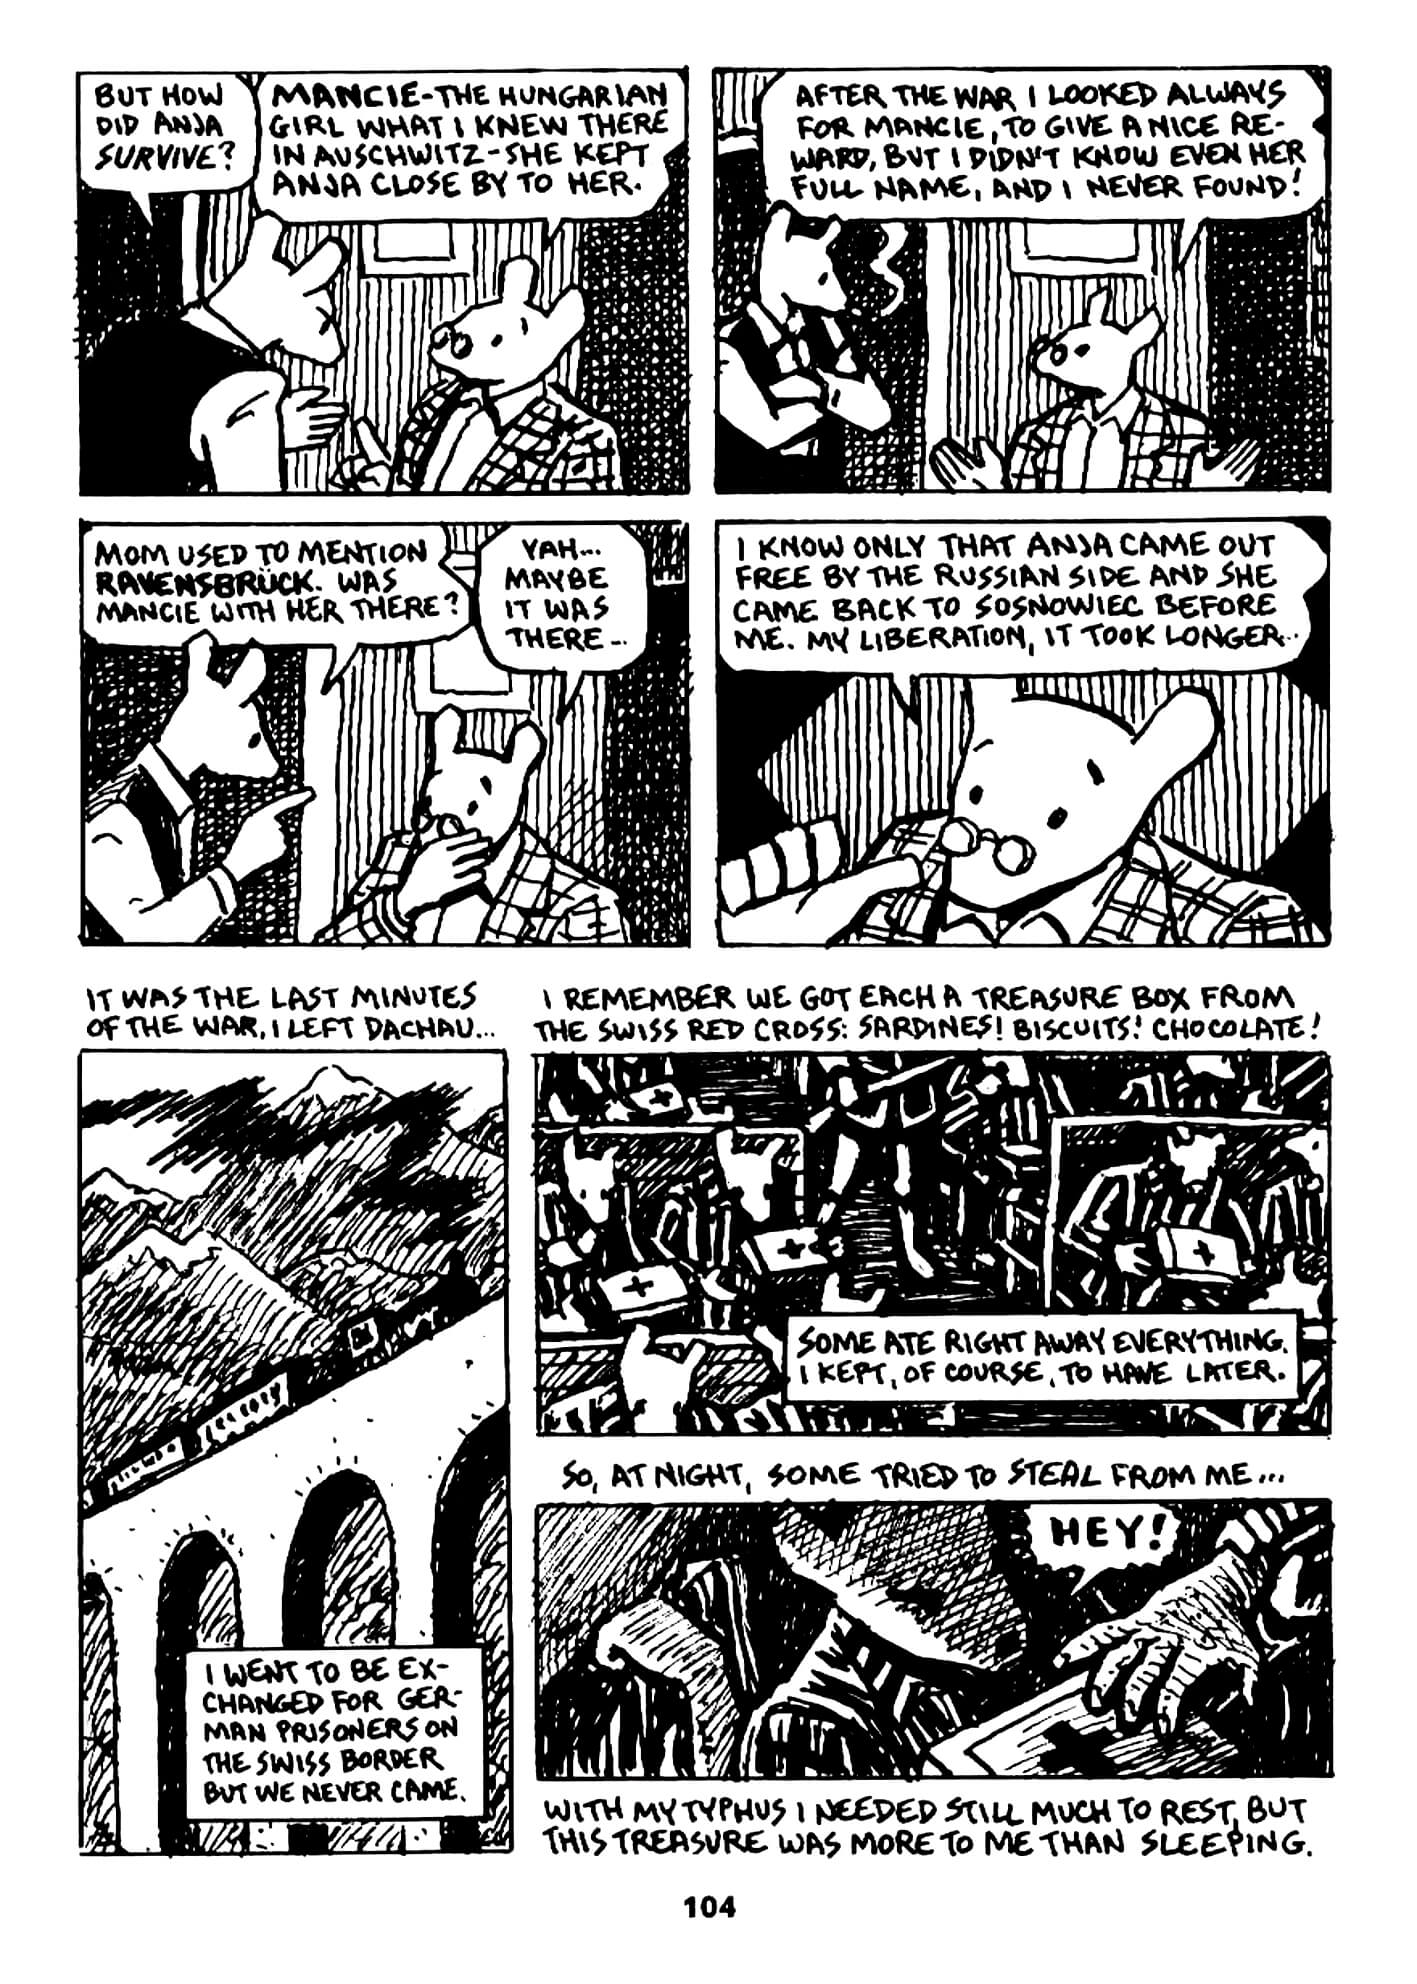 BUT HOW
DID ANJA
SURVIVE?
MANCIE-THE HUNGARIAN
GIRL WHAT I KNEW THERE
IN AUSCHWITZ-SHE KEPT
ANJA CLOSE BY TO HER.
AFTER THE WAR I LOOKED ALWAYS
FOR MANCIE, TO GIVE A NICE RE-
WARD, BUT I DIDN'T KNOW EVEN HER
FULL NAME, AND I NEVER FOUND!
MOM USED TO MENTION
RAVENSBRÜCK. WAS
MANCIE WITH HER THERE?
YAH...
MAYBE
IT WAS
THERE...
I KNOW ONLY THAT ANJA CAME OUT
FREE BY THE RUSSIAN SIDE AND SHE
CAME BACK TO SOSNOWIEC BEFORE
ME. MY LIBERATION, IT TOOK LONGER...
IT WAS THE LAST MINUTES
OF THE WAR, I LEFT DACHAU...
I WENT TO BE EX-
CHANGED FOR GER-
MAN PRISONERS ON
THE SWISS BORDER
BUT WE NEVER CAME.
I REMEMBER WE GOT EACH A TREASURE BOX FROM
THE SWISS RED CROSS: SARDINES! BISCUITS! CHOCOLATE!
SOME ATE RIGHT AWAY EVERYTHING.
I KEPT, OF COURSE, TO HAVE LATER.
SO, AT NIGHT, SOME TRIED TO STEAL FROM ME...
HEY!
WITH MY TYPHUS I NEEDED STILL MUCH TO REST, BUT
THIS TREASURE WAS MORE TO ME THAN SLEEPING.
104